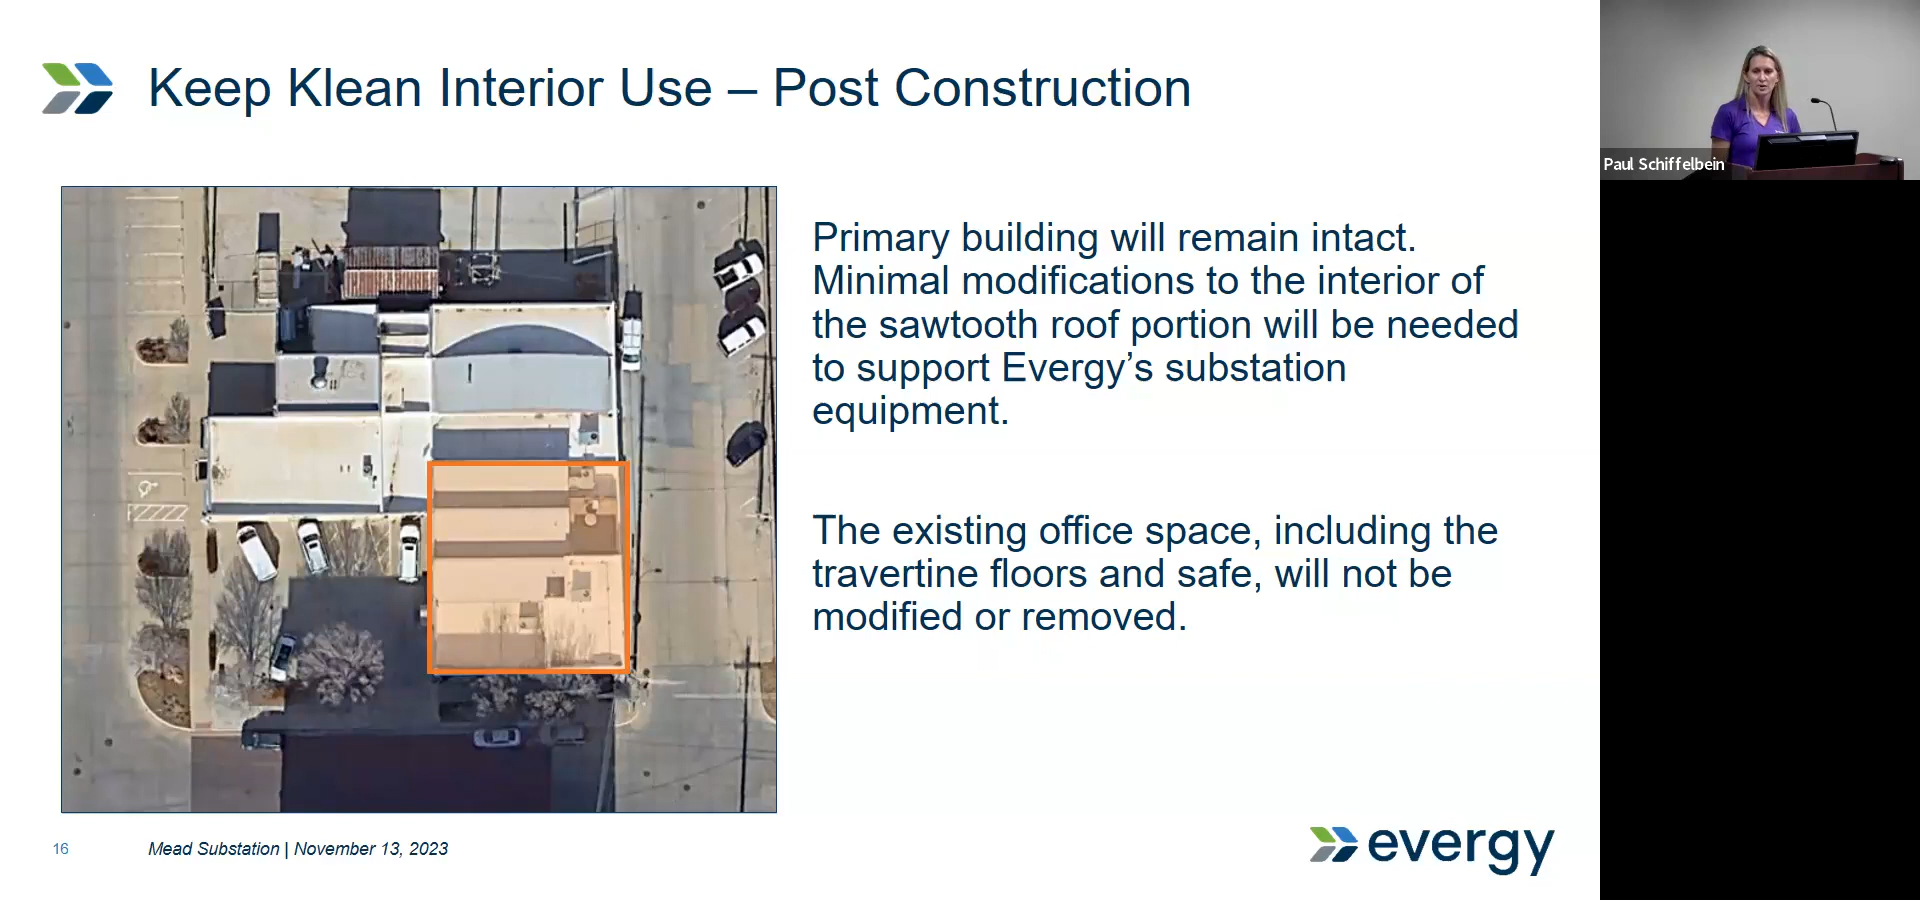 Keep Klean Interior Use – Post Construction
Paul Schiffelbein
Primary building will remain intact.
Minimal modifications to the interior of
the sawtooth roof portion will be needed
to support Evergy’s substation
equipment.
The existing office space, including the
travertine floors and safe, will not be
modified or removed.
16
Mead Substation | November 13, 2023
evergy